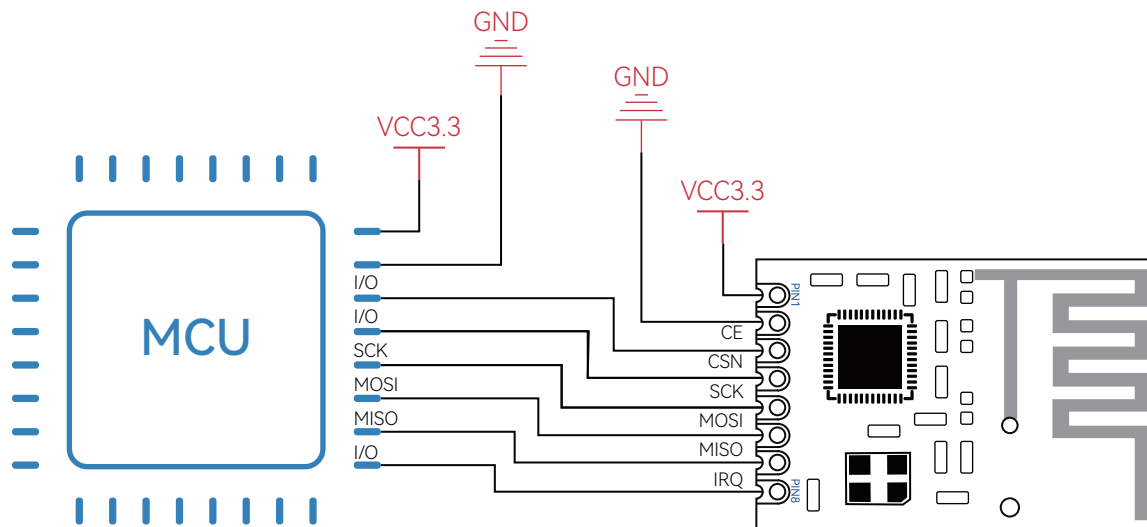 GND
GND
VCC3.3
VCC3.3
MCU
I/O
I/O
SCK
MOSI
MISO
I/O
PIN1
CE
CSN
SCK
MOSI
MISO
IRQ
PIN8